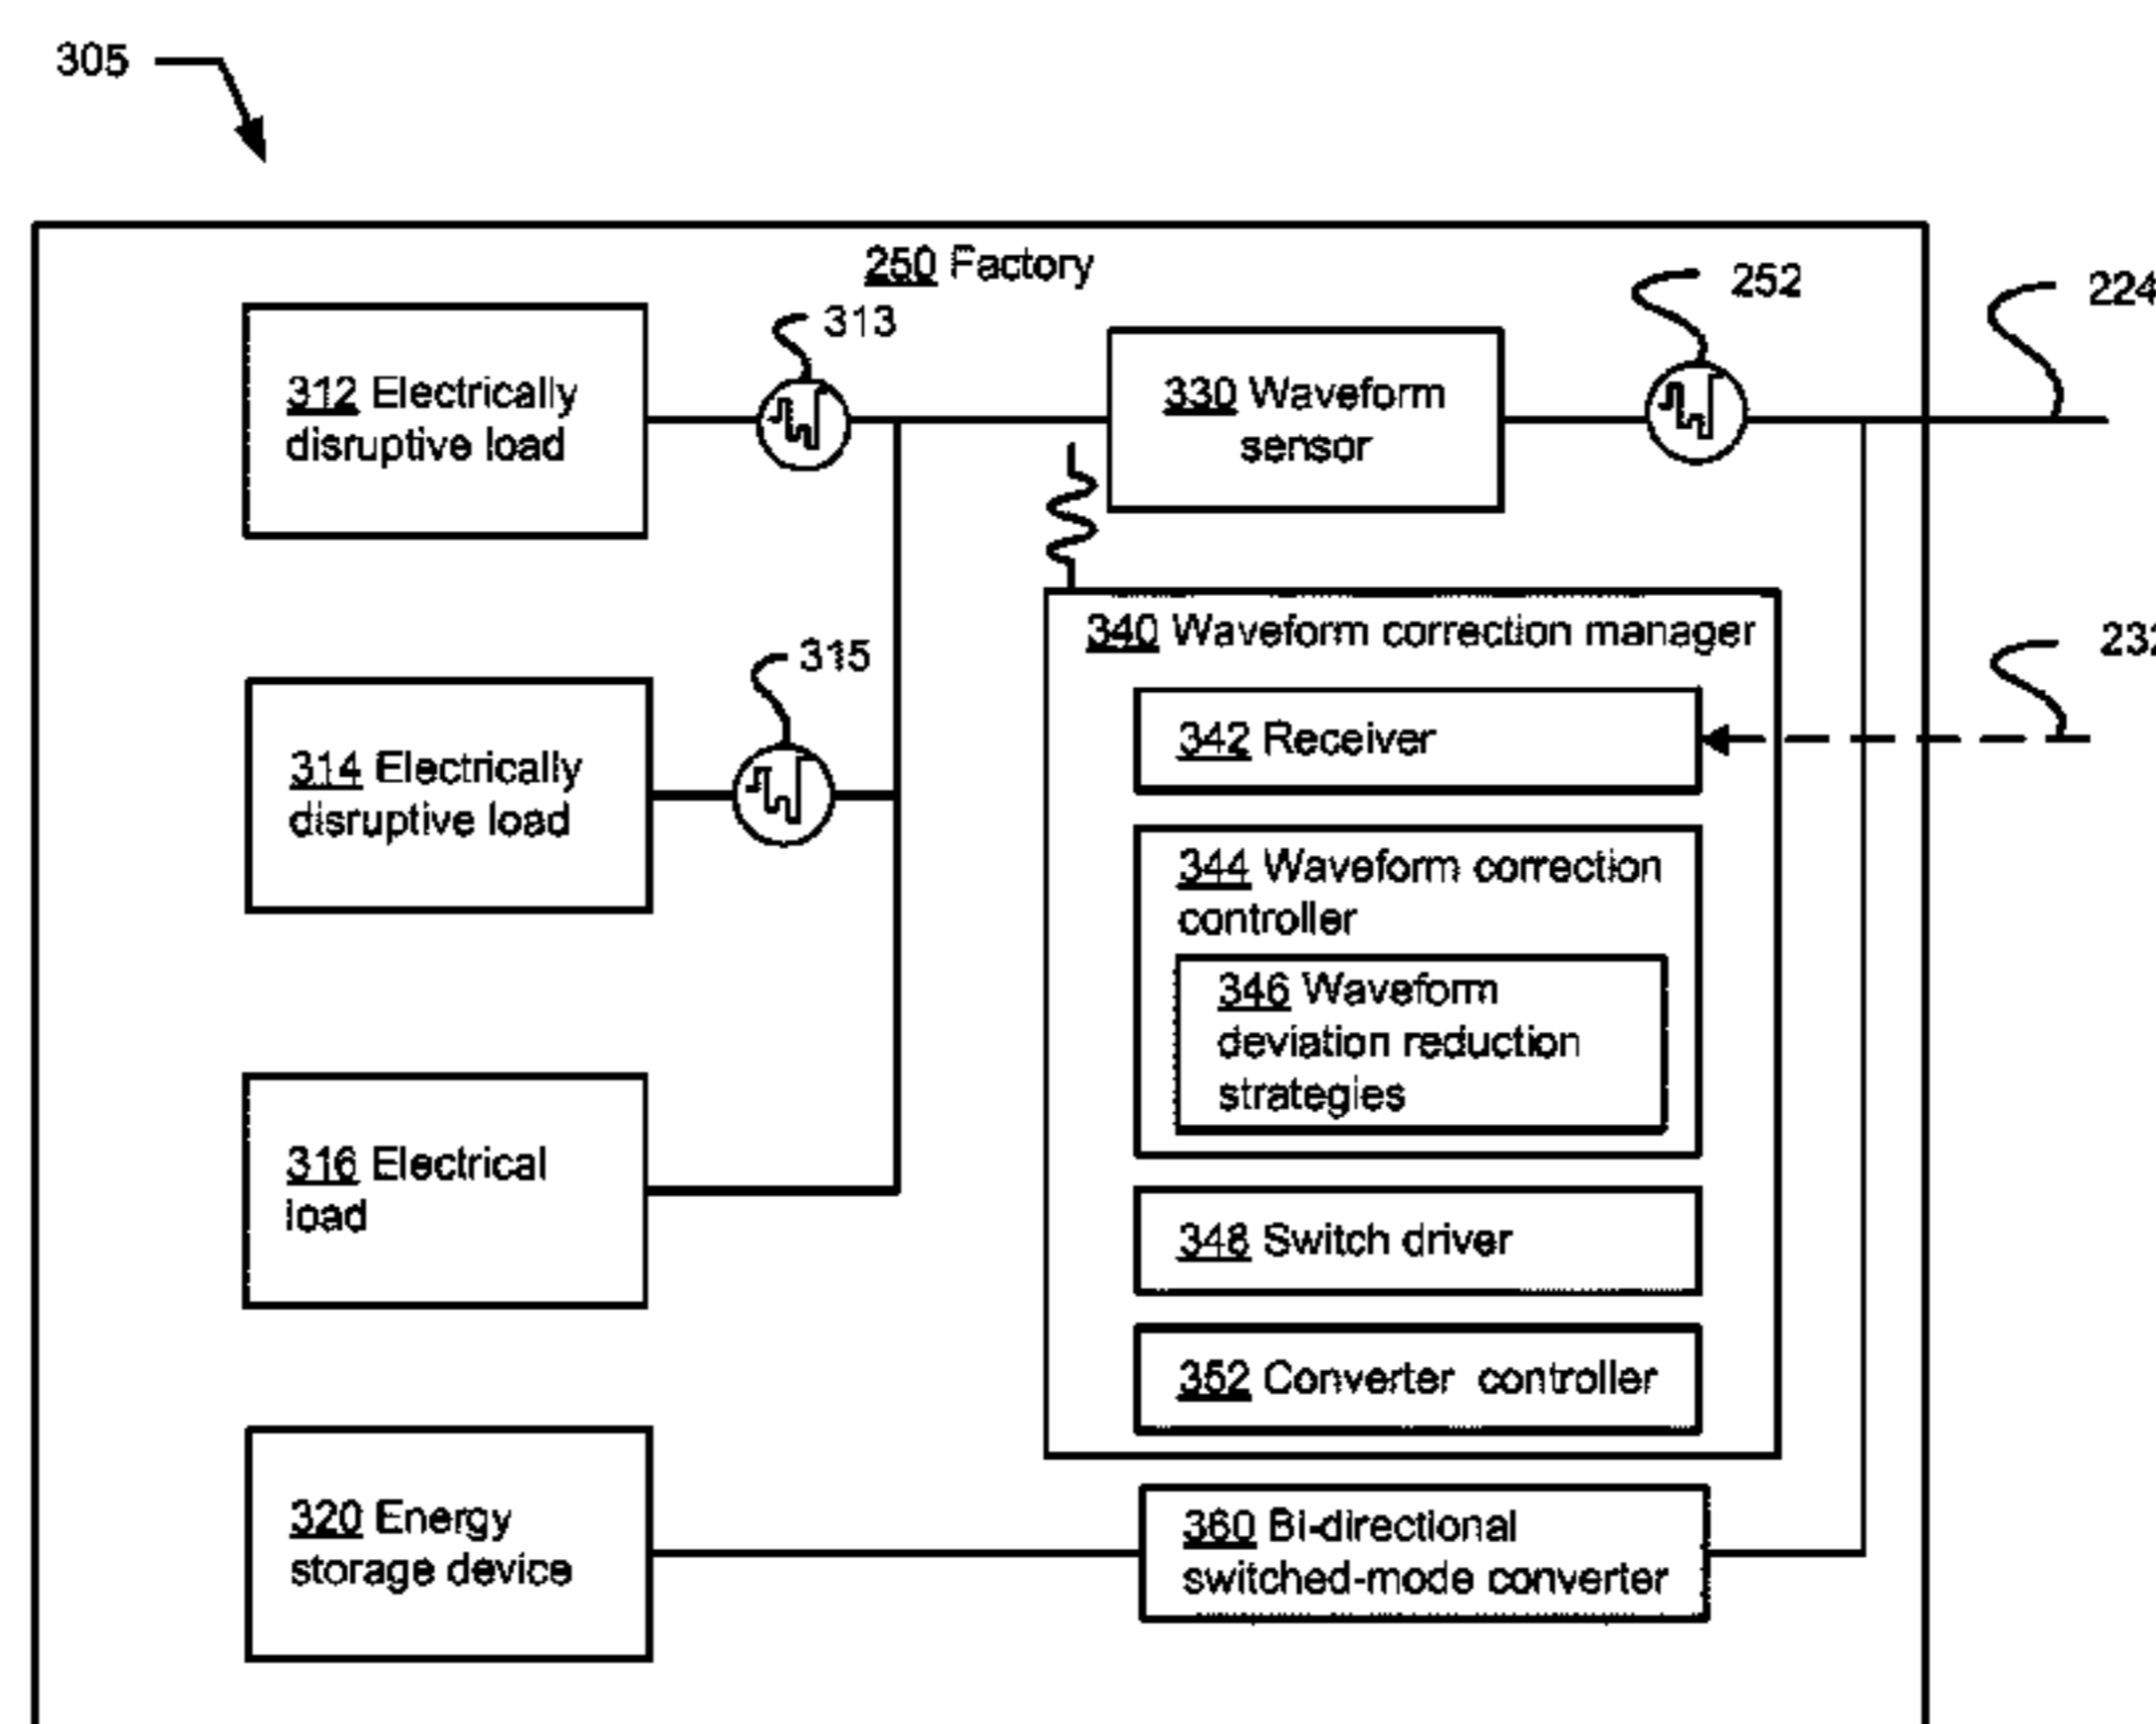 305
250 Factory
313
252
224
312 Electrically
disruptive load
330 Waveform
sensor
340 Waveform correction manager
232
315
342 Receiver
314 Electrically
disruptive load
344 Waveform correction
controller
346 Waveform
deviation reduction
strategies
316 Electrical
load
348 Switch driver
352 Converter controller
320 Energy
storage device
360 Bi-directional
switched-mode converter